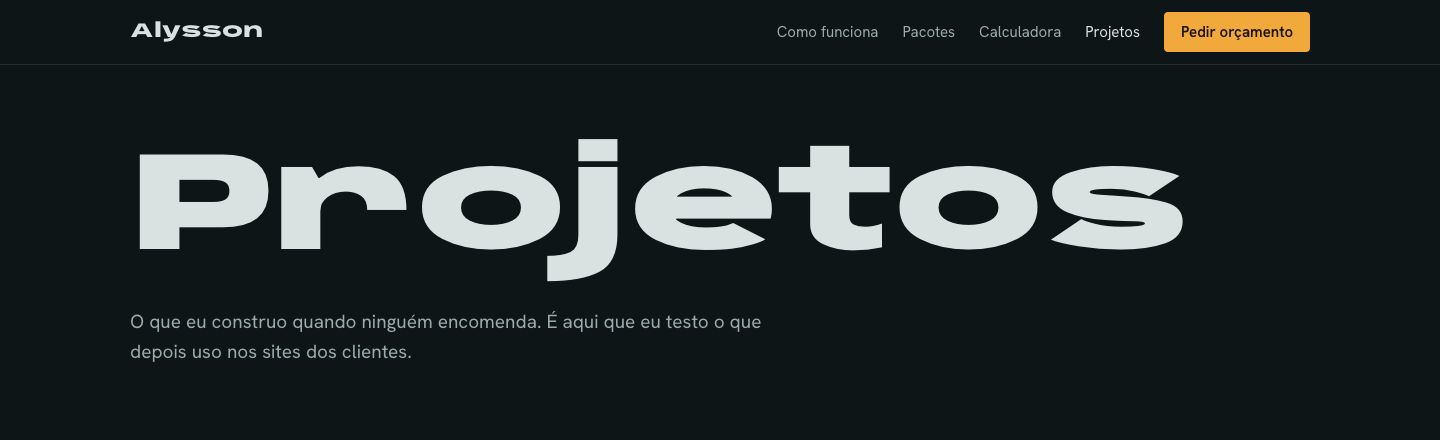 Alysson
Como funciona
Pacotes
Calculadora
Projetos
Pedir orçamento
Projetos
O que eu construo quando ninguém encomenda. É aqui que eu testo o que
depois uso nos sites dos clientes.